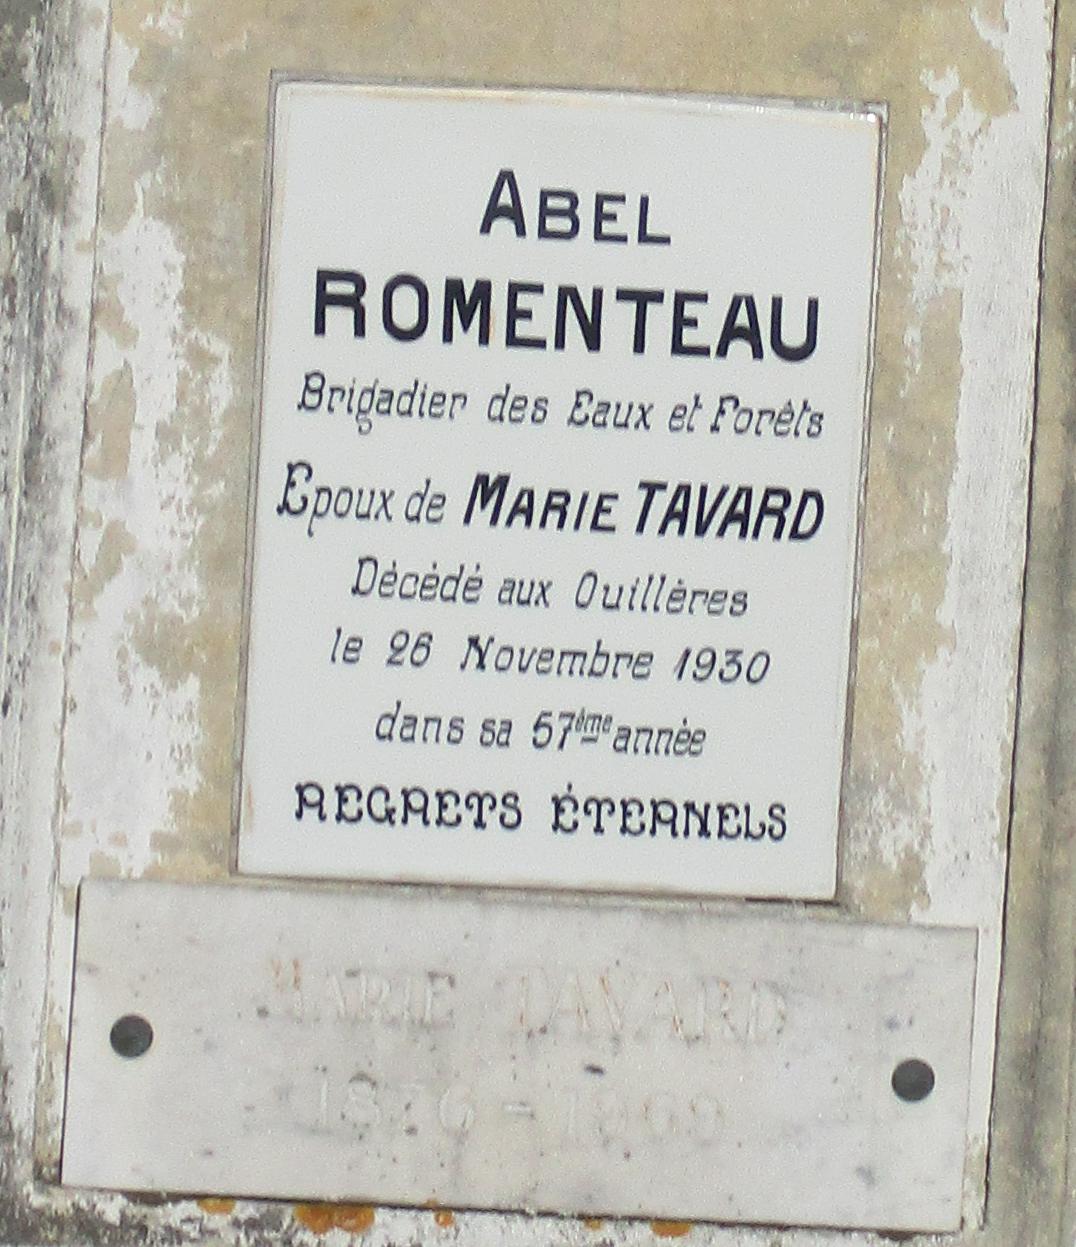 ABEL
ROMENTEAU
Brigadier des Eaux et Forêts
Epoux de MARIE TAVARD
Décédé aux Ouillères
le 26 Novembre 1930
dans sa 57ème année
REGRETS ÉTERNELS
MARIE TAVARD